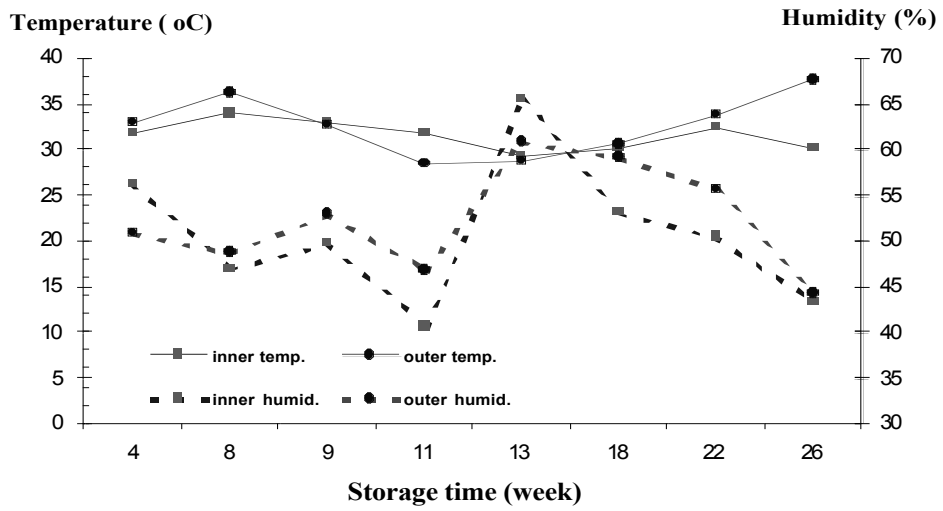 Temperature ( oC)
Humidity (%)
40
35
30
25
20
15
10
5
0
70
65
60
55
50
45
40
35
30
inner temp.
outer temp.
inner humid.
outer humid.
4 8 9 11 13 18 22 26
Storage time (week)